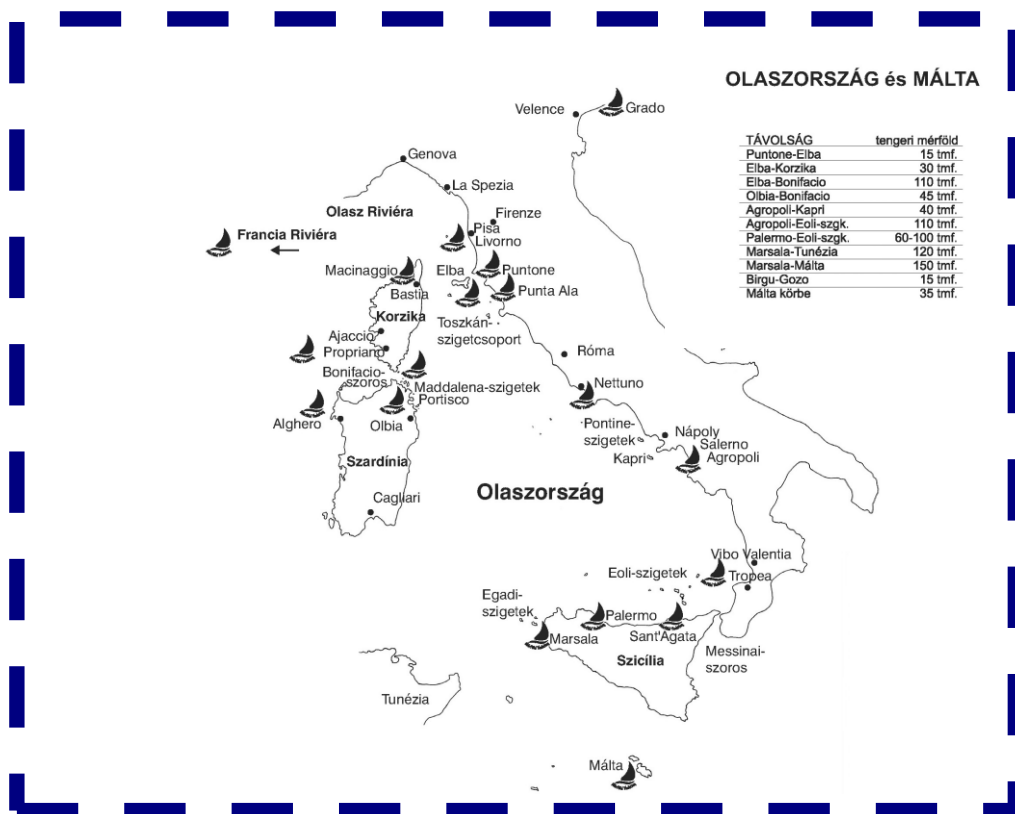 OLASZORSZÁG és MÁLTA
Velence
Grado
TÁVOLSÁG tengeri mérföld
Puntone-Elba 15 tmf.
Elba-Korzika 30 tmf.
Elba-Bonifacio 110 tmf.
Olbia-Bonifacio 45 tmf.
Agropoli-Kapri 40 tmf.
Agropoli-Eoli-szgk. 110 tmf.
Palermo-Eoli-szgk. 60-100 tmf.
Marsala-Tunézia 120 tmf.
Marsala-Málta 150 tmf.
Birgu-Gozo 15 tmf.
Málta körbe 35 tmf.
Genova
La Spezia
Olasz Riviéra
Firenze
Pisa
Francia Riviéra
Livorno
Macinaggio
Elba
Puntone
Bastia
Punta Ala
Korzika
Toszkán-
szigetcsoport
Ajaccio
Propriano
Róma
Bonifacio-
szoros
Maddalena-szigetek
Nettuno
Portisco
Alghero
Olbia
Pontine-
szigetek
Nápoly
Salerno
Kapri
Agropoli
Szardínia
Olaszország
Cagliari
Vibo Valentia
Eoli-szigetek
Tropea
Egadi-
szigetek
Palermo
Marsala
Sant'Agata
Messinai-
szoros
Szicília
Tunézia
Málta